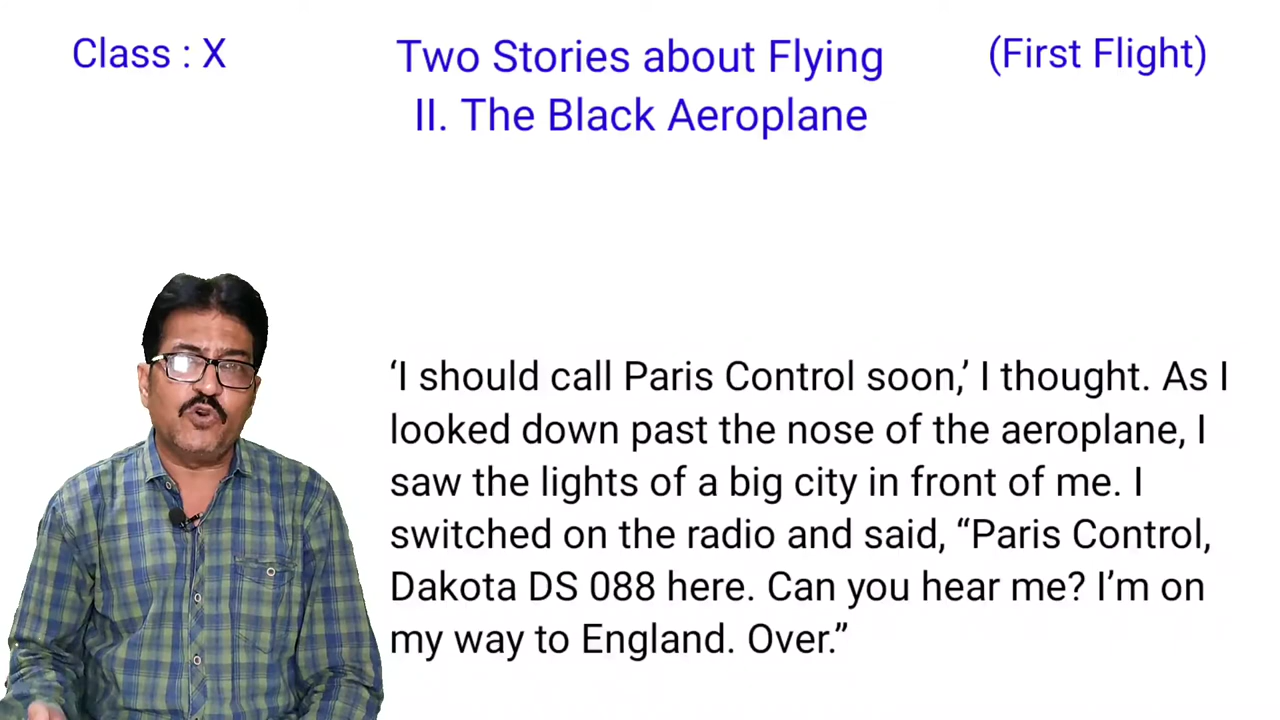 Class : X
Two Stories about Flying
(First Flight)
II. The Black Aeroplane
‘I should call Paris Control soon,’ I thought. As I
looked down past the nose of the aeroplane, I
saw the lights of a big city in front of me. I
switched on the radio and said, “Paris Control,
Dakota DS 088 here. Can you hear me? I’m on
my way to England. Over.”